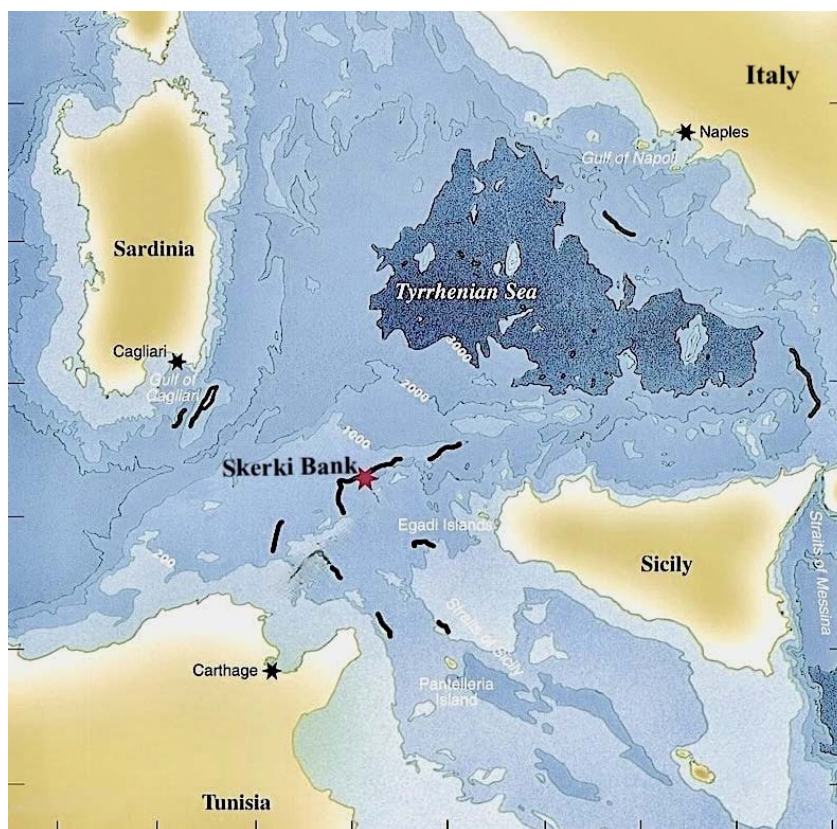 Italy
Naples
Gulf of Napoli
Sardinia
Tyrrhenian Sea
Cagliari
Gulf of
Cagliari
3000
2000
1000
Skerki Bank
Egadi Islands
200
Sicily
Straits of Messina
Straits of Sicily
Carthage
Pantelleria
Island
Tunisia